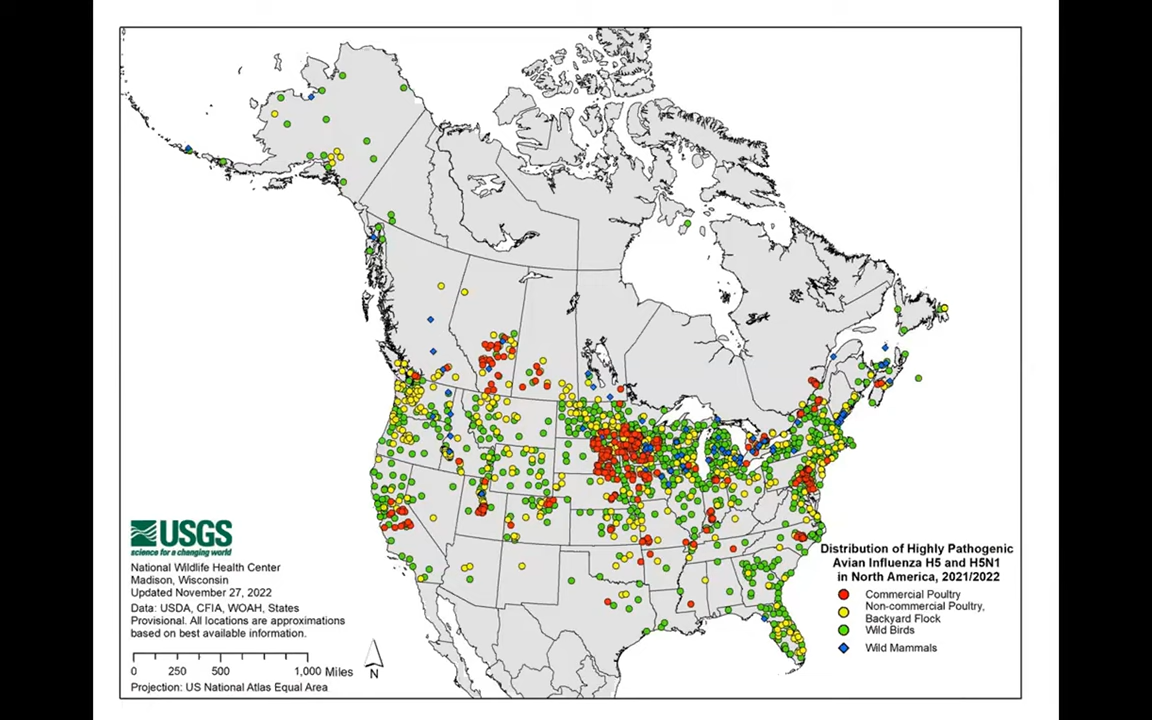 USGS
science for a changing world
National Wildlife Health Center
Madison, Wisconsin
Updated November 27, 2022
Data: USDA, CFIA, WOAH, States
Provisional. All locations are approximations
based on best available information.
0 250 500 1,000 Miles
N
Projection: US National Atlas Equal Area
Distribution of Highly Pathogenic
Avian Influenza H5 and H5N1
in North America, 2021/2022
Commercial Poultry
Non-commercial Poultry,
Backyard Flock
Wild Birds
Wild Mammals